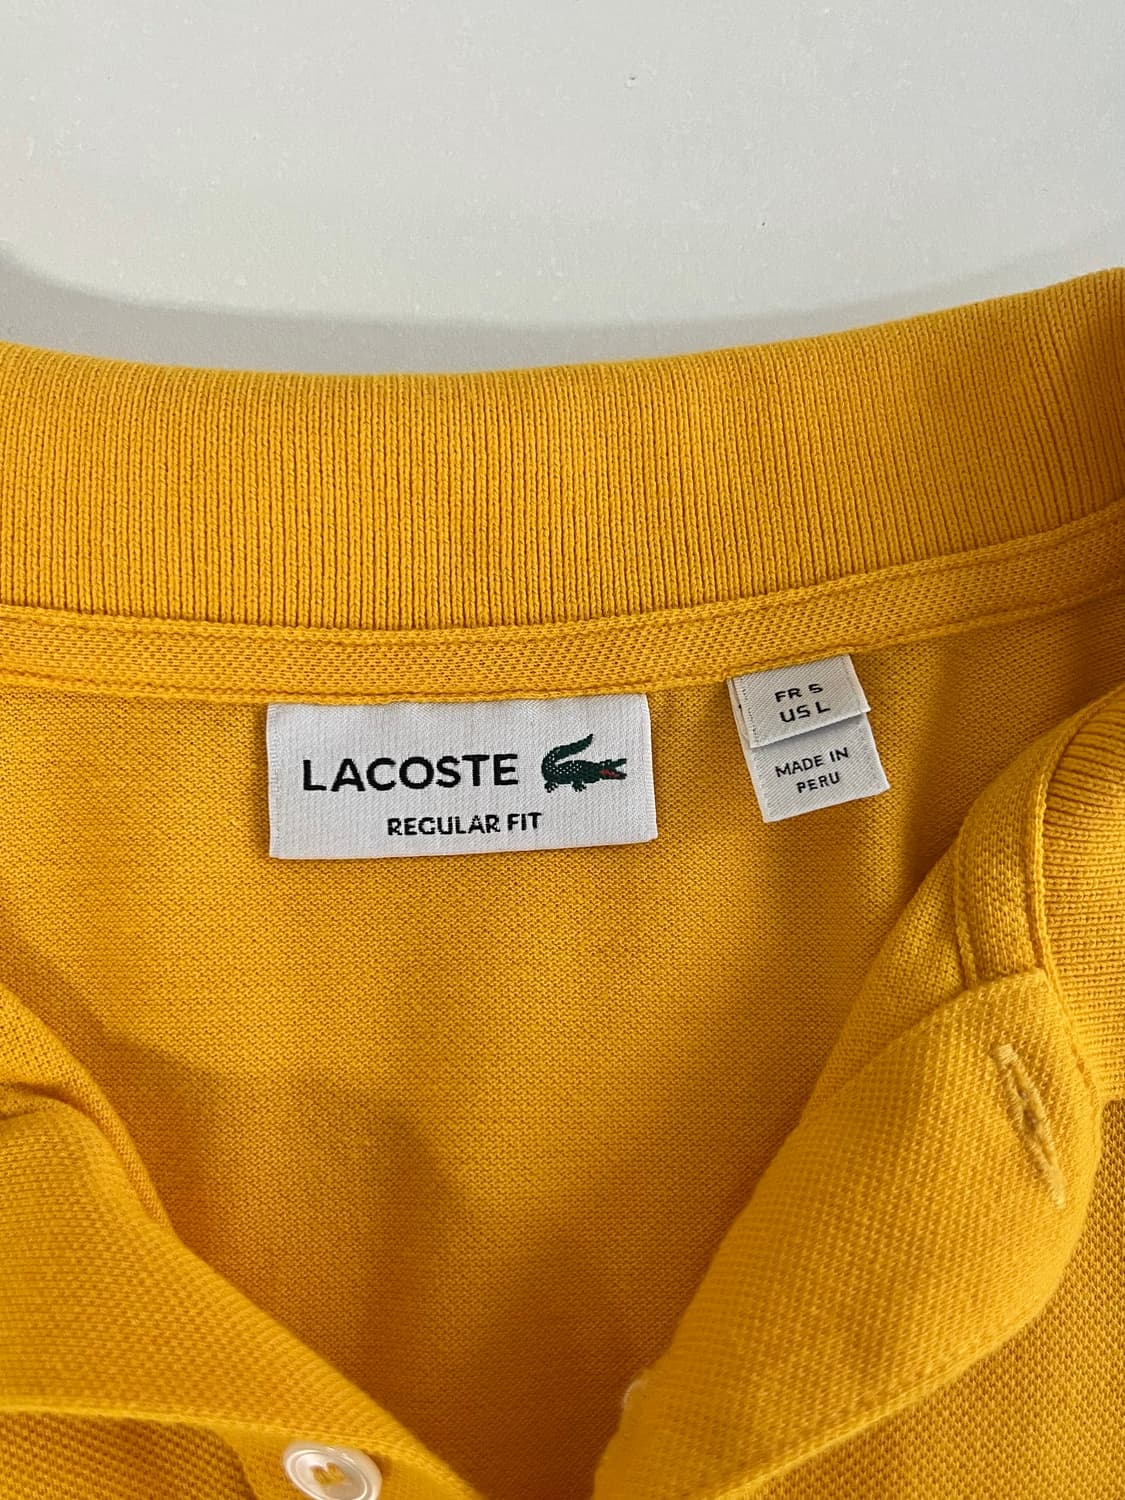 LACOSTE
REGULAR FIT
FR 5
US L
MADE IN
PERU